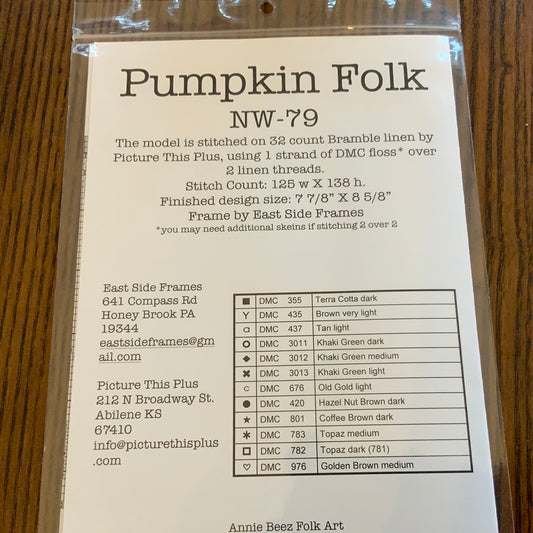 Pumpkin Folk
NW-79
The model is stitched on 32 count Bramble linen by
Picture This Plus, using 1 strand of DMC floss* over
2 linen threads.
Stitch Count: 125 w X 138 h.
Finished design size: 7 7/8” X 8 5/8”
Frame by East Side Frames
*you may need additional skeins if stitching 2 over 2
East Side Frames
641 Compass Rd
Honey Brook PA
19344
eastsideframes@gm
ail.com
Picture This Plus
212 N Broadway St.
Abilene KS
67410
info@picturethisplus
.com
■ DMC 355 Terra Cotta dark
Y DMC 435 Brown very light
a DMC 437 Tan light
O DMC 3011 Khaki Green dark
◆ DMC 3012 Khaki Green medium
✖ DMC 3013 Khaki Green light
c DMC 676 Old Gold light
● DMC 420 Hazel Nut Brown dark
★ DMC 801 Coffee Brown dark
✱ DMC 783 Topaz medium
□ DMC 782 Topaz dark (781)
♡ DMC 976 Golden Brown medium
Annie Beez Folk Art